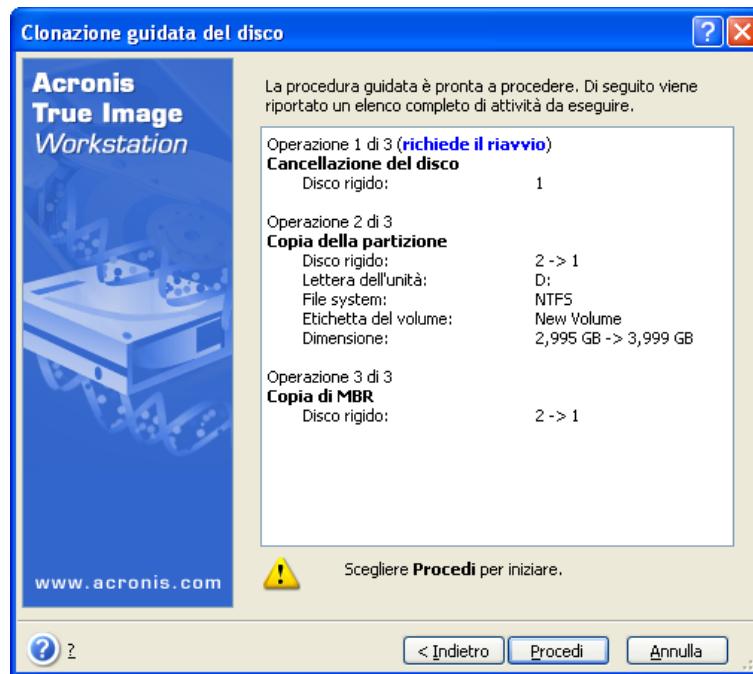 Clonazione guidata del disco
Acronis
True Image
Workstation
La procedura guidata è pronta a procedere. Di seguito viene
riportato un elenco completo di attività da eseguire.
Operazione 1 di 3 (richiede il riavvio)
Cancellazione del disco
Disco rigido: 1
Operazione 2 di 3
Copia della partizione
Disco rigido: 2 -> 1
Lettera dell'unità: D:
File system: NTFS
Etichetta del volume: New Volume
Dimensione: 2,995 GB -> 3,999 GB
Operazione 3 di 3
Copia di MBR
Disco rigido: 2 -> 1
Scegliere Procedi per iniziare.
www.acronis.com
? < Indietro Procedi Annulla